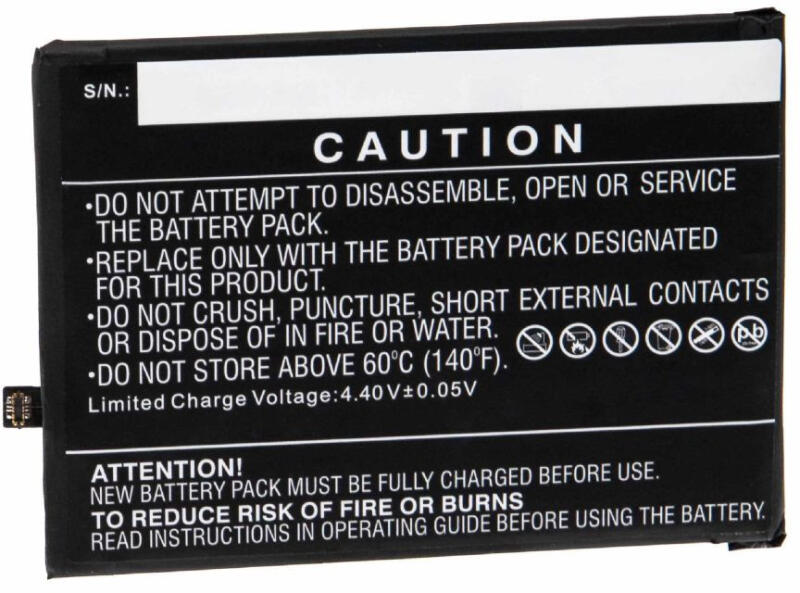 S/N.:
CAUTION
•DO NOT ATTEMPT TO DISASSEMBLE, OPEN OR SERVICE
THE BATTERY PACK.
•REPLACE ONLY WITH THE BATTERY PACK DESIGNATED
FOR THIS PRODUCT.
•DO NOT CRUSH, PUNCTURE, SHORT EXTERNAL CONTACTS
OR DISPOSE OF IN FIRE OR WATER.
pb
•DO NOT STORE ABOVE 60°C (140°F).
Limited Charge Voltage:4.40V±0.05V
ATTENTION!
NEW BATTERY PACK MUST BE FULLY CHARGED BEFORE USE.
TO REDUCE RISK OF FIRE OR BURNS
READ INSTRUCTIONS IN OPERATING GUIDE BEFORE USING THE BATTERY.